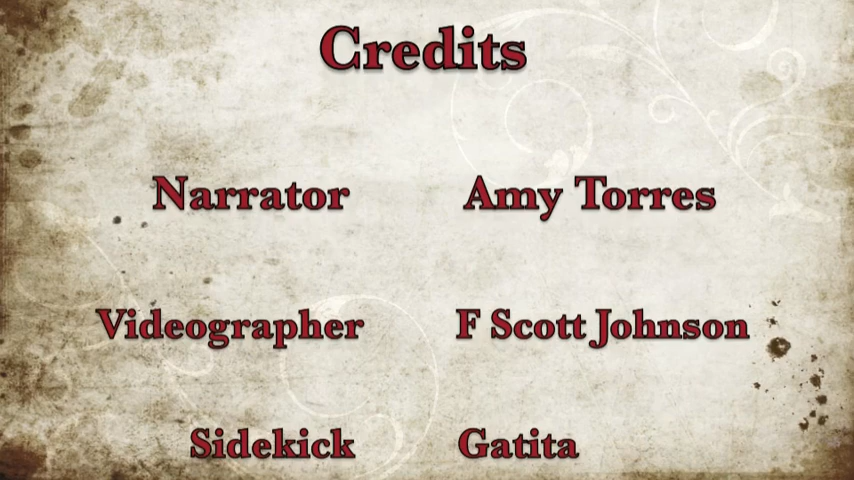 Credits
Narrator Amy Torres
Videographer F Scott Johnson
Sidekick Gatita